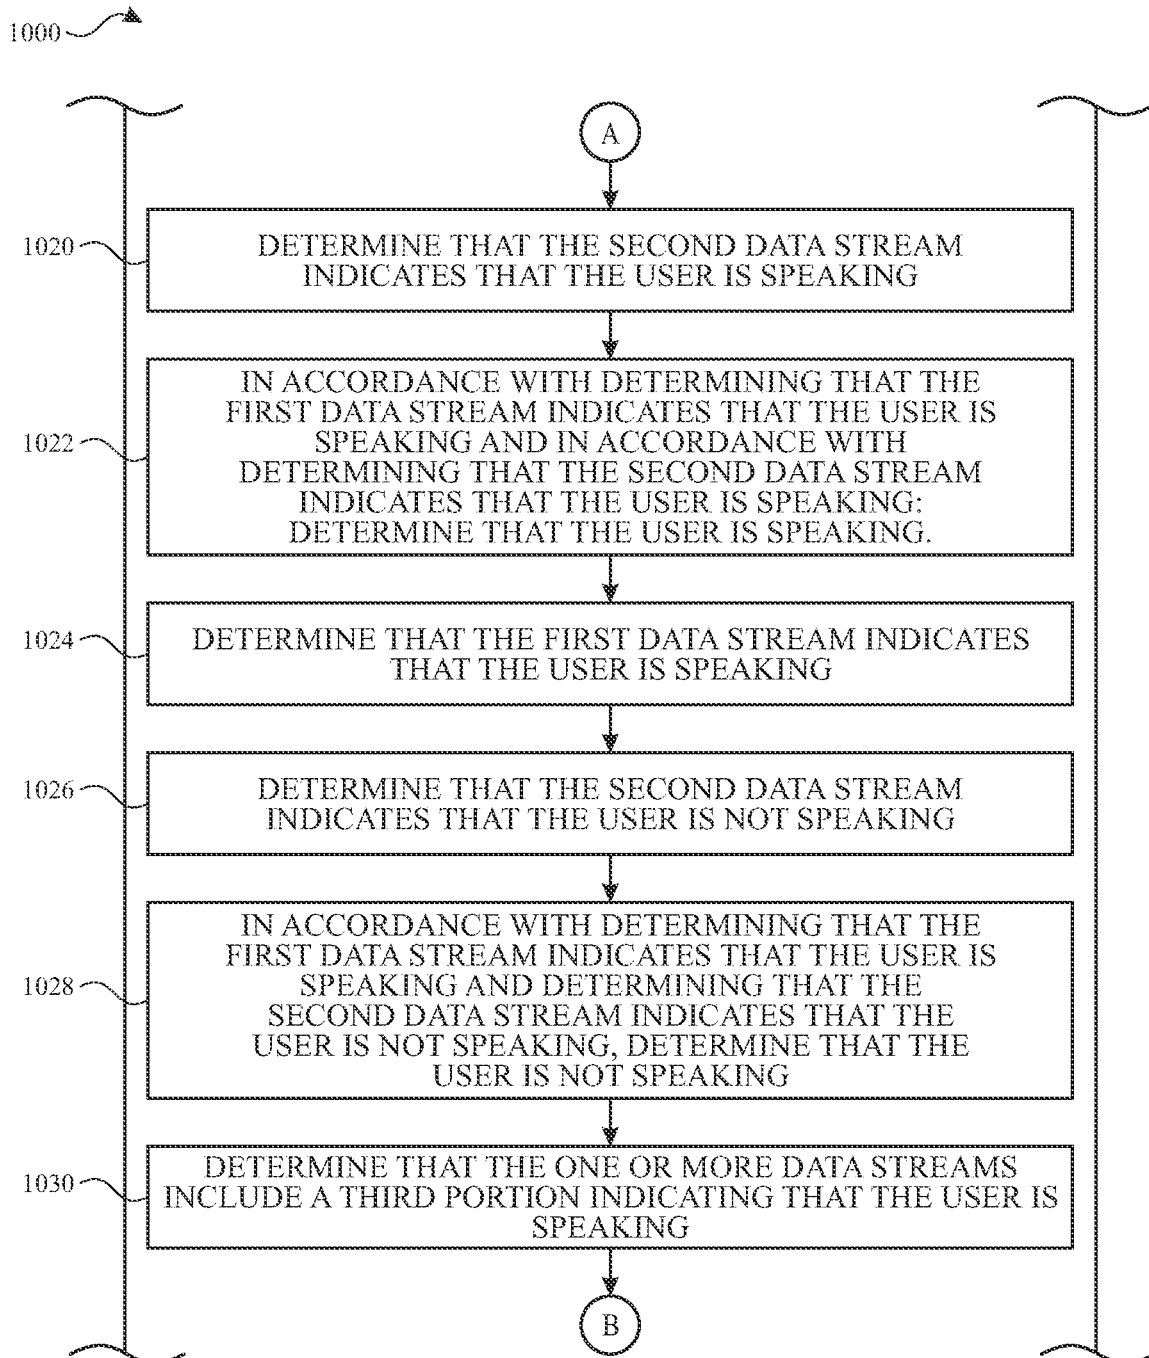 1000
A
1020
DETERMINE THAT THE SECOND DATA STREAM
INDICATES THAT THE USER IS SPEAKING
1022
IN ACCORDANCE WITH DETERMINING THAT THE
FIRST DATA STREAM INDICATES THAT THE USER IS
SPEAKING AND IN ACCORDANCE WITH
DETERMINING THAT THE SECOND DATA STREAM
INDICATES THAT THE USER IS SPEAKING:
DETERMINE THAT THE USER IS SPEAKING.
1024
DETERMINE THAT THE FIRST DATA STREAM INDICATES
THAT THE USER IS SPEAKING
1026
DETERMINE THAT THE SECOND DATA STREAM
INDICATES THAT THE USER IS NOT SPEAKING
1028
IN ACCORDANCE WITH DETERMINING THAT THE
FIRST DATA STREAM INDICATES THAT THE USER IS
SPEAKING AND DETERMINING THAT THE
SECOND DATA STREAM INDICATES THAT THE
USER IS NOT SPEAKING, DETERMINE THAT THE
USER IS NOT SPEAKING
1030
DETERMINE THAT THE ONE OR MORE DATA STREAMS
INCLUDE A THIRD PORTION INDICATING THAT THE USER IS
SPEAKING
B